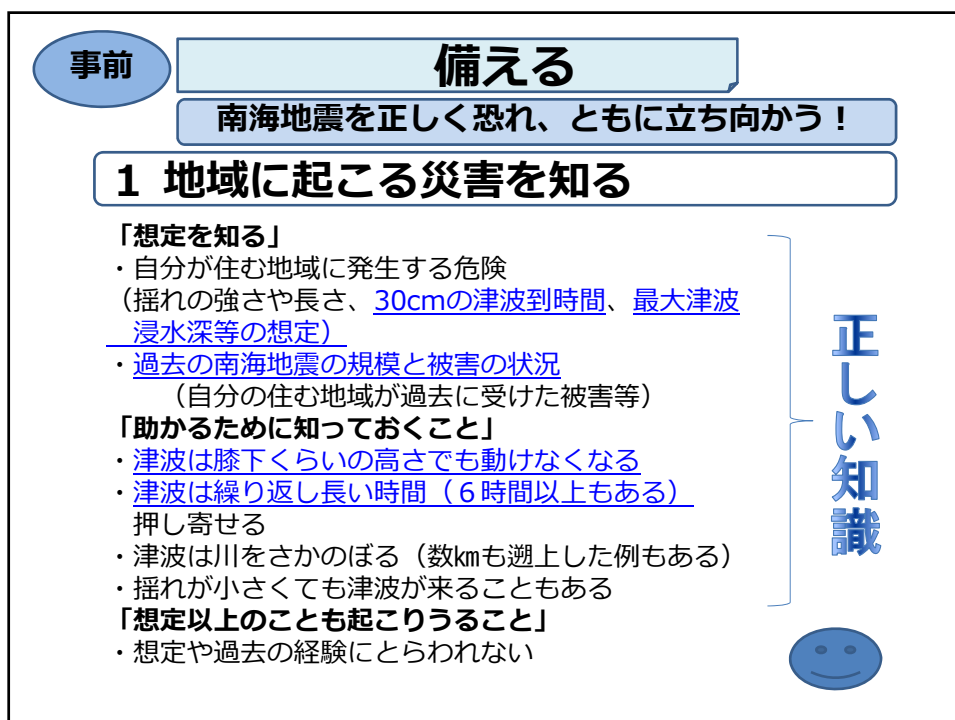 事前
備える
南海地震を正しく恐れ、ともに立ち向かう！
1 地域に起こる災害を知る
「想定を知る」
・自分が住む地域に発生する危険
（揺れの強さや長さ、30cmの津波到時間、最大津波
浸水深等の想定）
・過去の南海地震の規模と被害の状況
（自分の住む地域が過去に受けた被害等）
「助かるために知っておくこと」
・津波は膝下くらいの高さでも動けなくなる
・津波は繰り返し長い時間（６時間以上もある）
押し寄せる
・津波は川をさかのぼる（数㎞も遡上した例もある）
・揺れが小さくても津波が来ることもある
「想定以上のことも起こりうること」
・想定や過去の経験にとらわれない
正しい知識